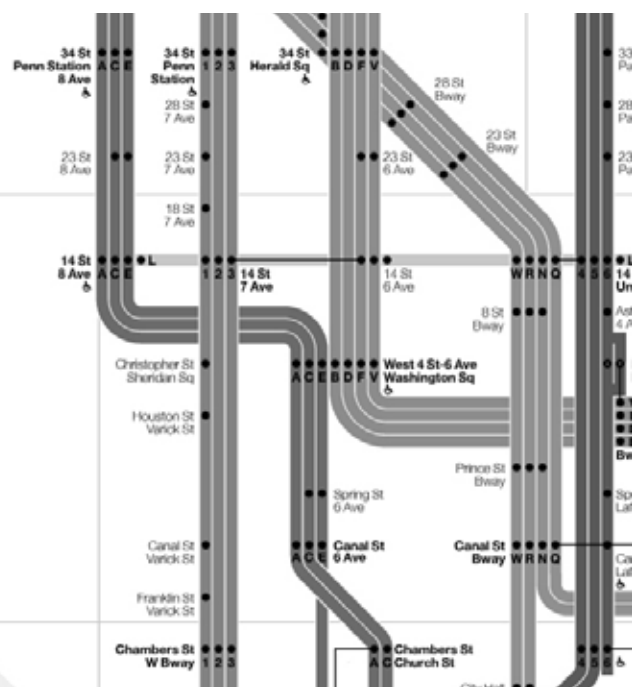 34 St
Penn Station
8 Ave
A C E
34 St
Penn
Station
1 2 3
34 St
Herald Sq
B D F V
28 St
7 Ave
28 St
Bway
23 St
8 Ave
23 St
7 Ave
23 St
6 Ave
23 St
Bway
18 St
7 Ave
14 St
8 Ave
A C E
L
1 2 3
14 St
7 Ave
14 St
6 Ave
W R N Q
4 5 6
14
Un
8 St
Bway
Christopher St
Sheridan Sq
A C E B D F V
West 4 St-6 Ave
Washington Sq
Houston St
Varick St
Prince St
Bway
Spring St
6 Ave
Canal St
Varick St
A C E
Canal St
6 Ave
Canal St
Bway
W R N Q
Franklin St
Varick St
Chambers St
W Bway
1 2 3
A C
Chambers St
Church St
4 5 6